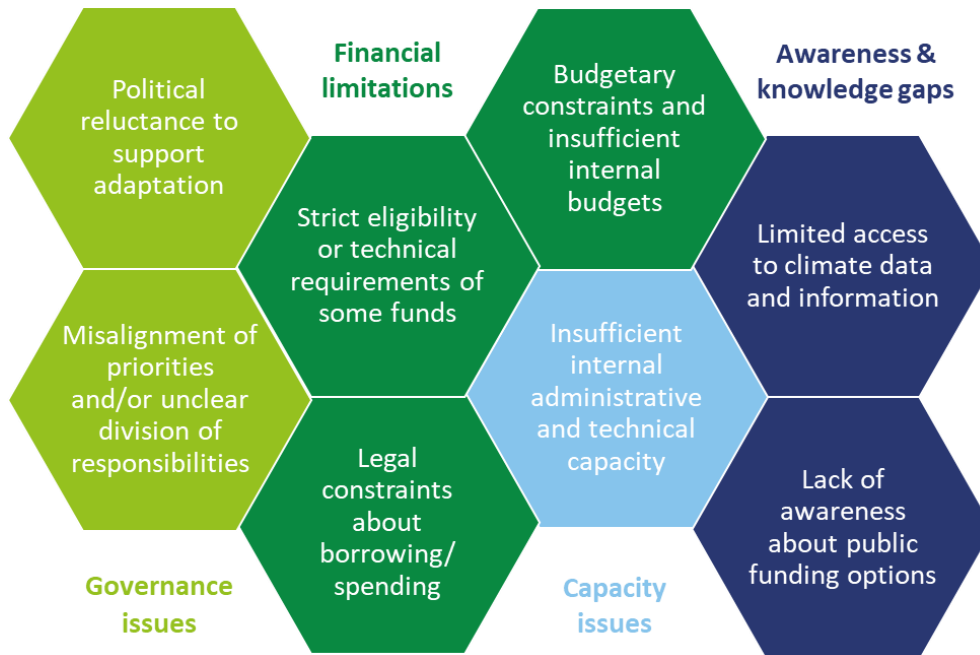 Political
reluctance to
support
adaptation
Financial
limitations
Budgetary
constraints and
insufficient
internal
budgets
Awareness &
knowledge gaps
Strict eligibility
or technical
requirements of
some funds
Limited access
to climate data
and information
Misalignment of
priorities
and/or unclear
division of
responsibilities
Insufficient
internal
administrative
and technical
capacity
Legal
constraints
about
borrowing/
spending
Lack of
awareness
about public
funding options
Governance
issues
Capacity
issues